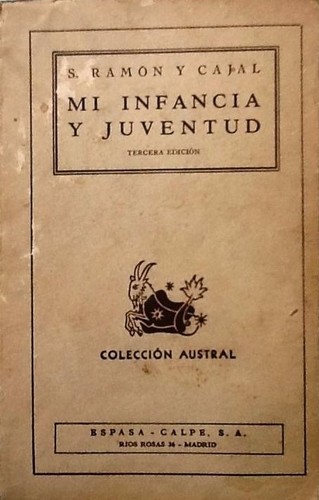 S. RAMÓN Y CAJAL
MI INFANCIA
Y JUVENTUD
TERCERA EDICIÓN
COLECCIÓN AUSTRAL
ESPASA - CALPE, S. A.
RIOS ROSAS 26 - MADRID